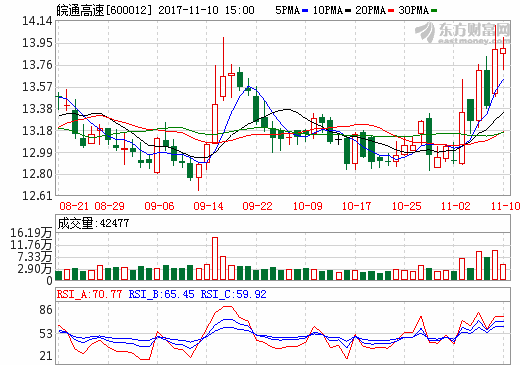 皖通高速[600012] 2017-11-10 15:00 5PMA 10PMA 20PMA 30PMA
东方财富网
eastmoney.com
14.14
13.95
13.76
13.57
13.38
13.18
12.99
12.80
12.61
08-21 08-29 09-06 09-14 09-22 10-09 10-17 10-25 11-02 11-10
成交量:42477
16.19万
11.76万
7.33万
2.90万
0
RSI_A:70.77 RSI_B:65.45 RSI_C:59.92
86
53
21